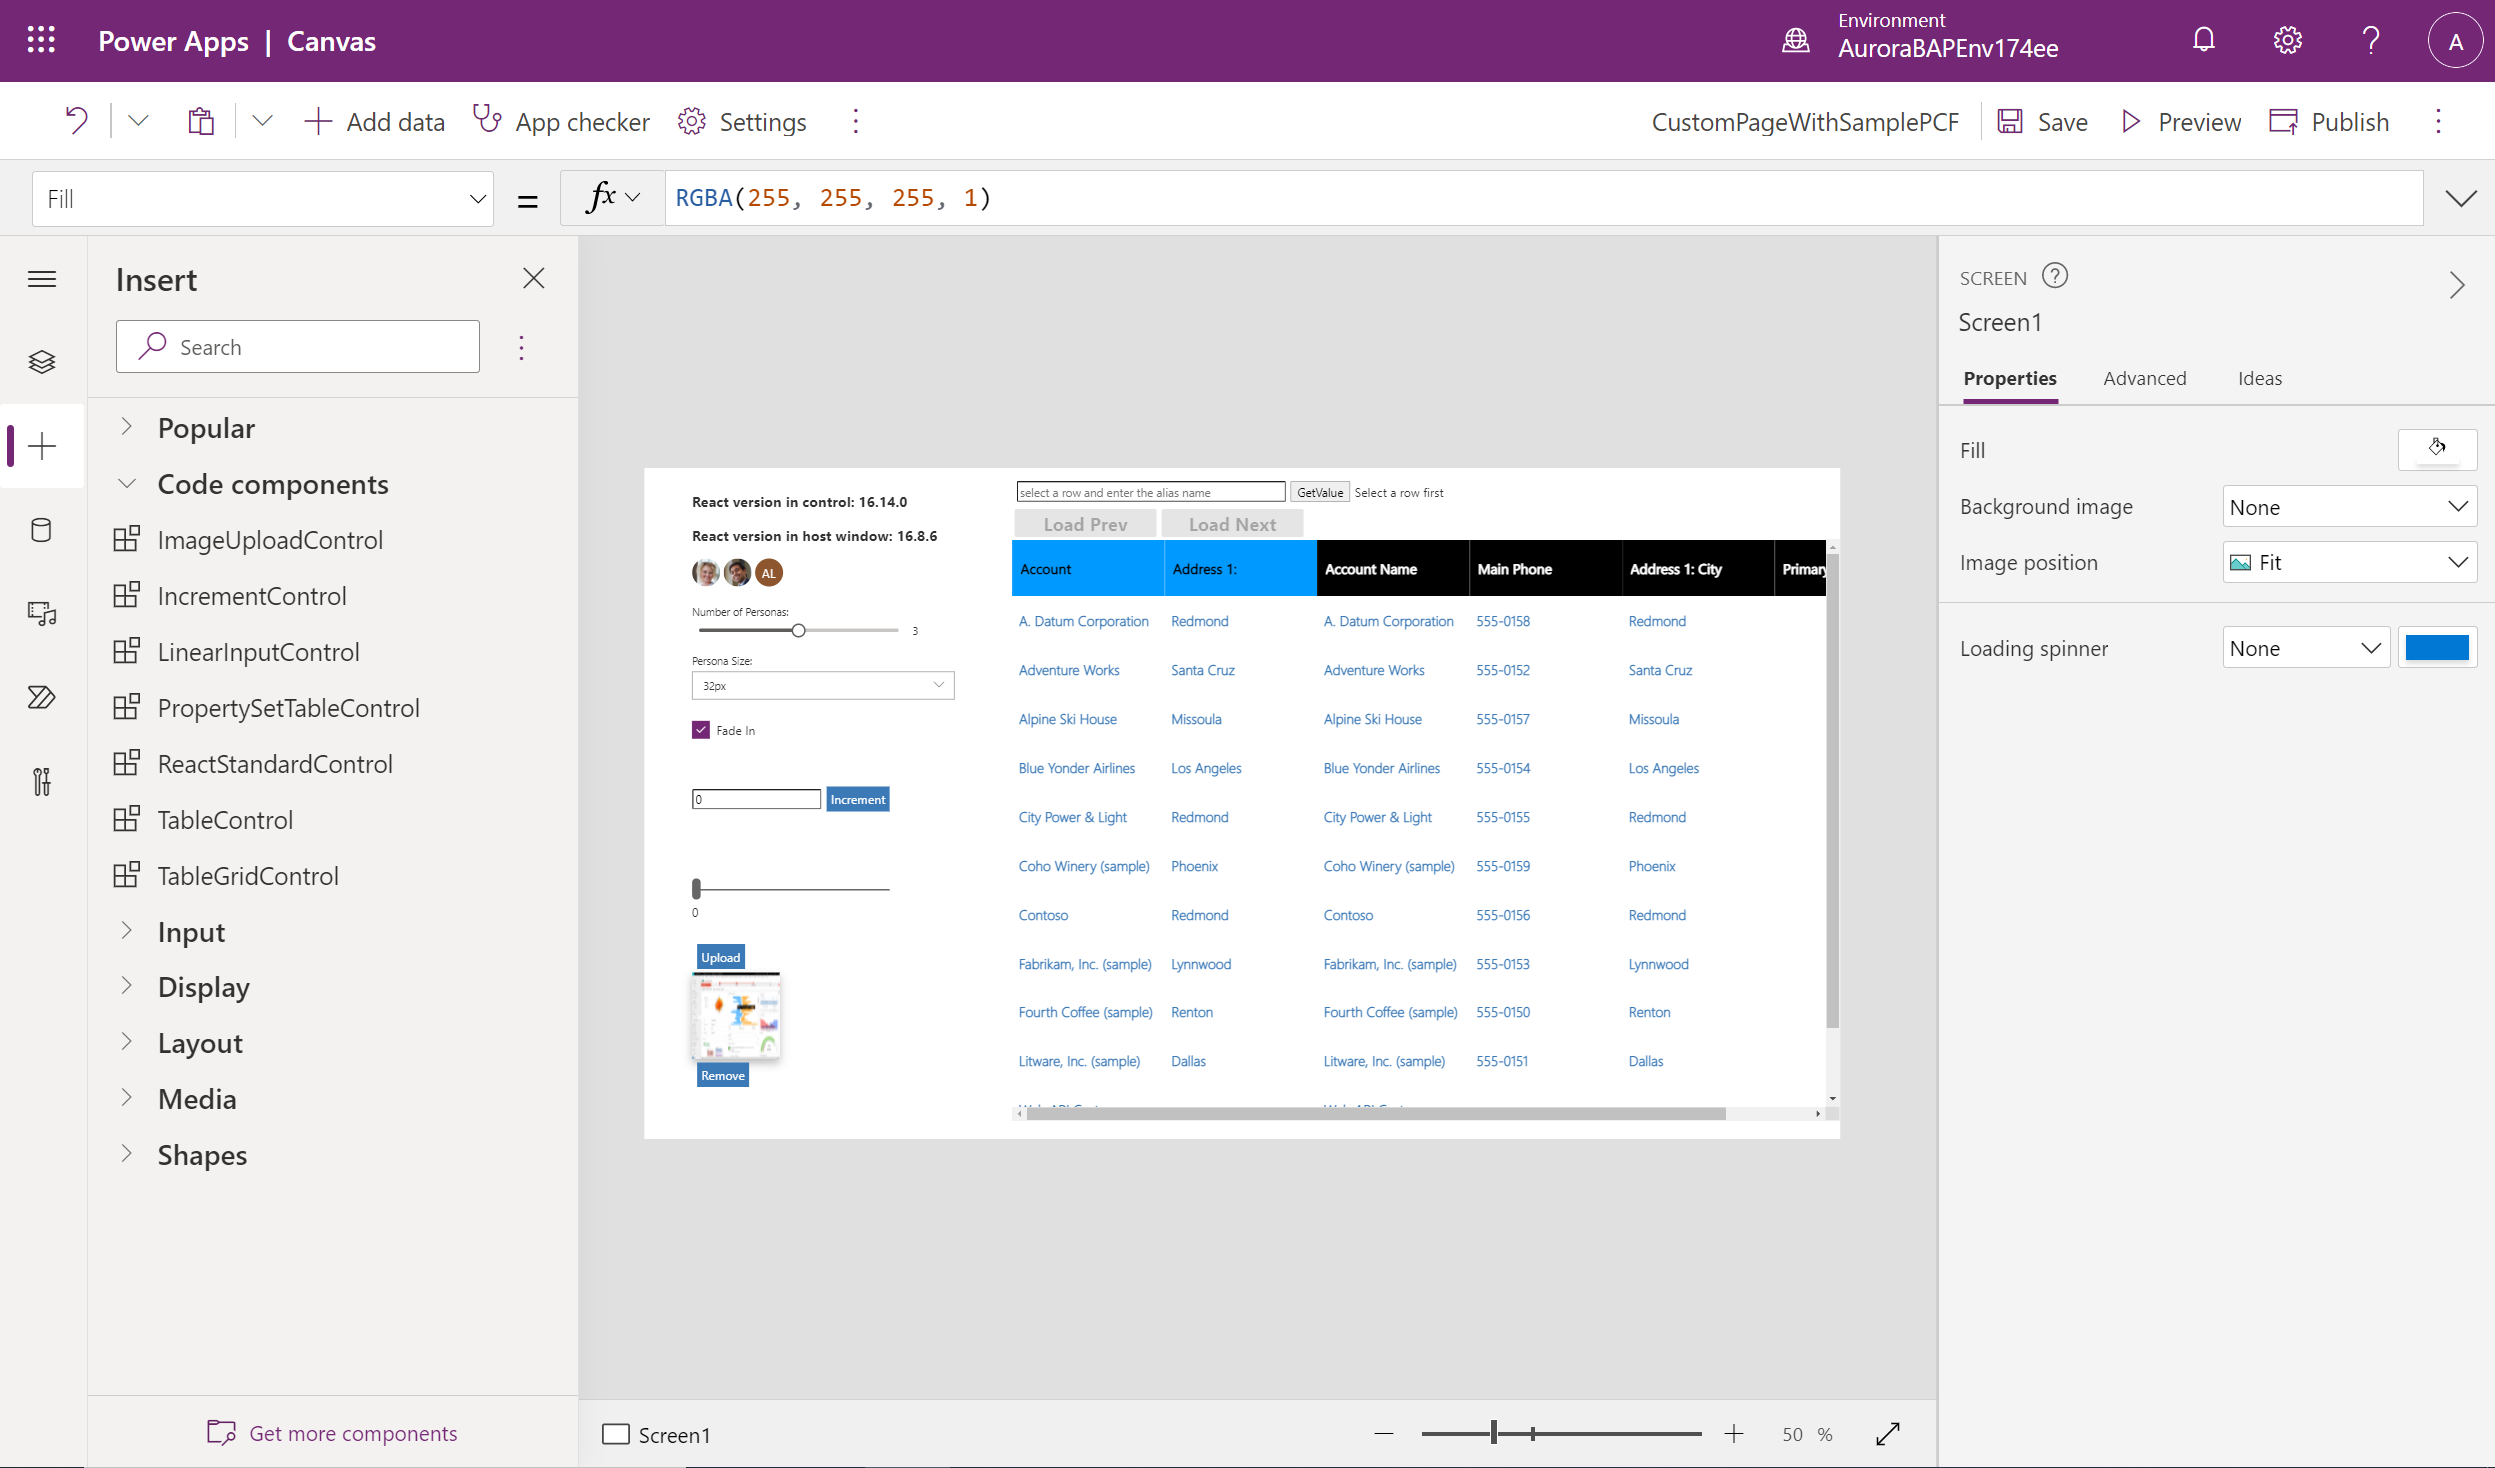 Power Apps | Canvas
Environment
AuroraBAPEnv174ee
A
Add data
App checker
Settings
CustomPageWithSamplePCF
Save
Preview
Publish
Fill
=
fx
RGBA(255, 255, 255, 1)
Insert
Search
Popular
Code components
ImageUploadControl
IncrementControl
LinearInputControl
PropertySetTableControl
ReactStandardControl
TableControl
TableGridControl
Input
Display
Layout
Media
Shapes
Get more components
React version in control: 16.14.0
React version in host window: 16.8.6
AL
Number of Personas:
3
Persona Size:
32px
Fade In
0 Increment
0
Upload
Remove
select a row and enter the alias name GetValue Select a row first
Load Prev Load Next
Account Address 1: Account Name Main Phone Address 1: City Primary
A. Datum Corporation Redmond A. Datum Corporation 555-0158 Redmond
Adventure Works Santa Cruz Adventure Works 555-0152 Santa Cruz
Alpine Ski House Missoula Alpine Ski House 555-0157 Missoula
Blue Yonder Airlines Los Angeles Blue Yonder Airlines 555-0154 Los Angeles
City Power & Light Redmond City Power & Light 555-0155 Redmond
Coho Winery (sample) Phoenix Coho Winery (sample) 555-0159 Phoenix
Contoso Redmond Contoso 555-0156 Redmond
Fabrikam, Inc. (sample) Lynnwood Fabrikam, Inc. (sample) 555-0153 Lynnwood
Fourth Coffee (sample) Renton Fourth Coffee (sample) 555-0150 Renton
Litware, Inc. (sample) Dallas Litware, Inc. (sample) 555-0151 Dallas
Screen1
50 %
SCREEN
Screen1
Properties Advanced Ideas
Fill
Background image None
Image position Fit
Loading spinner None